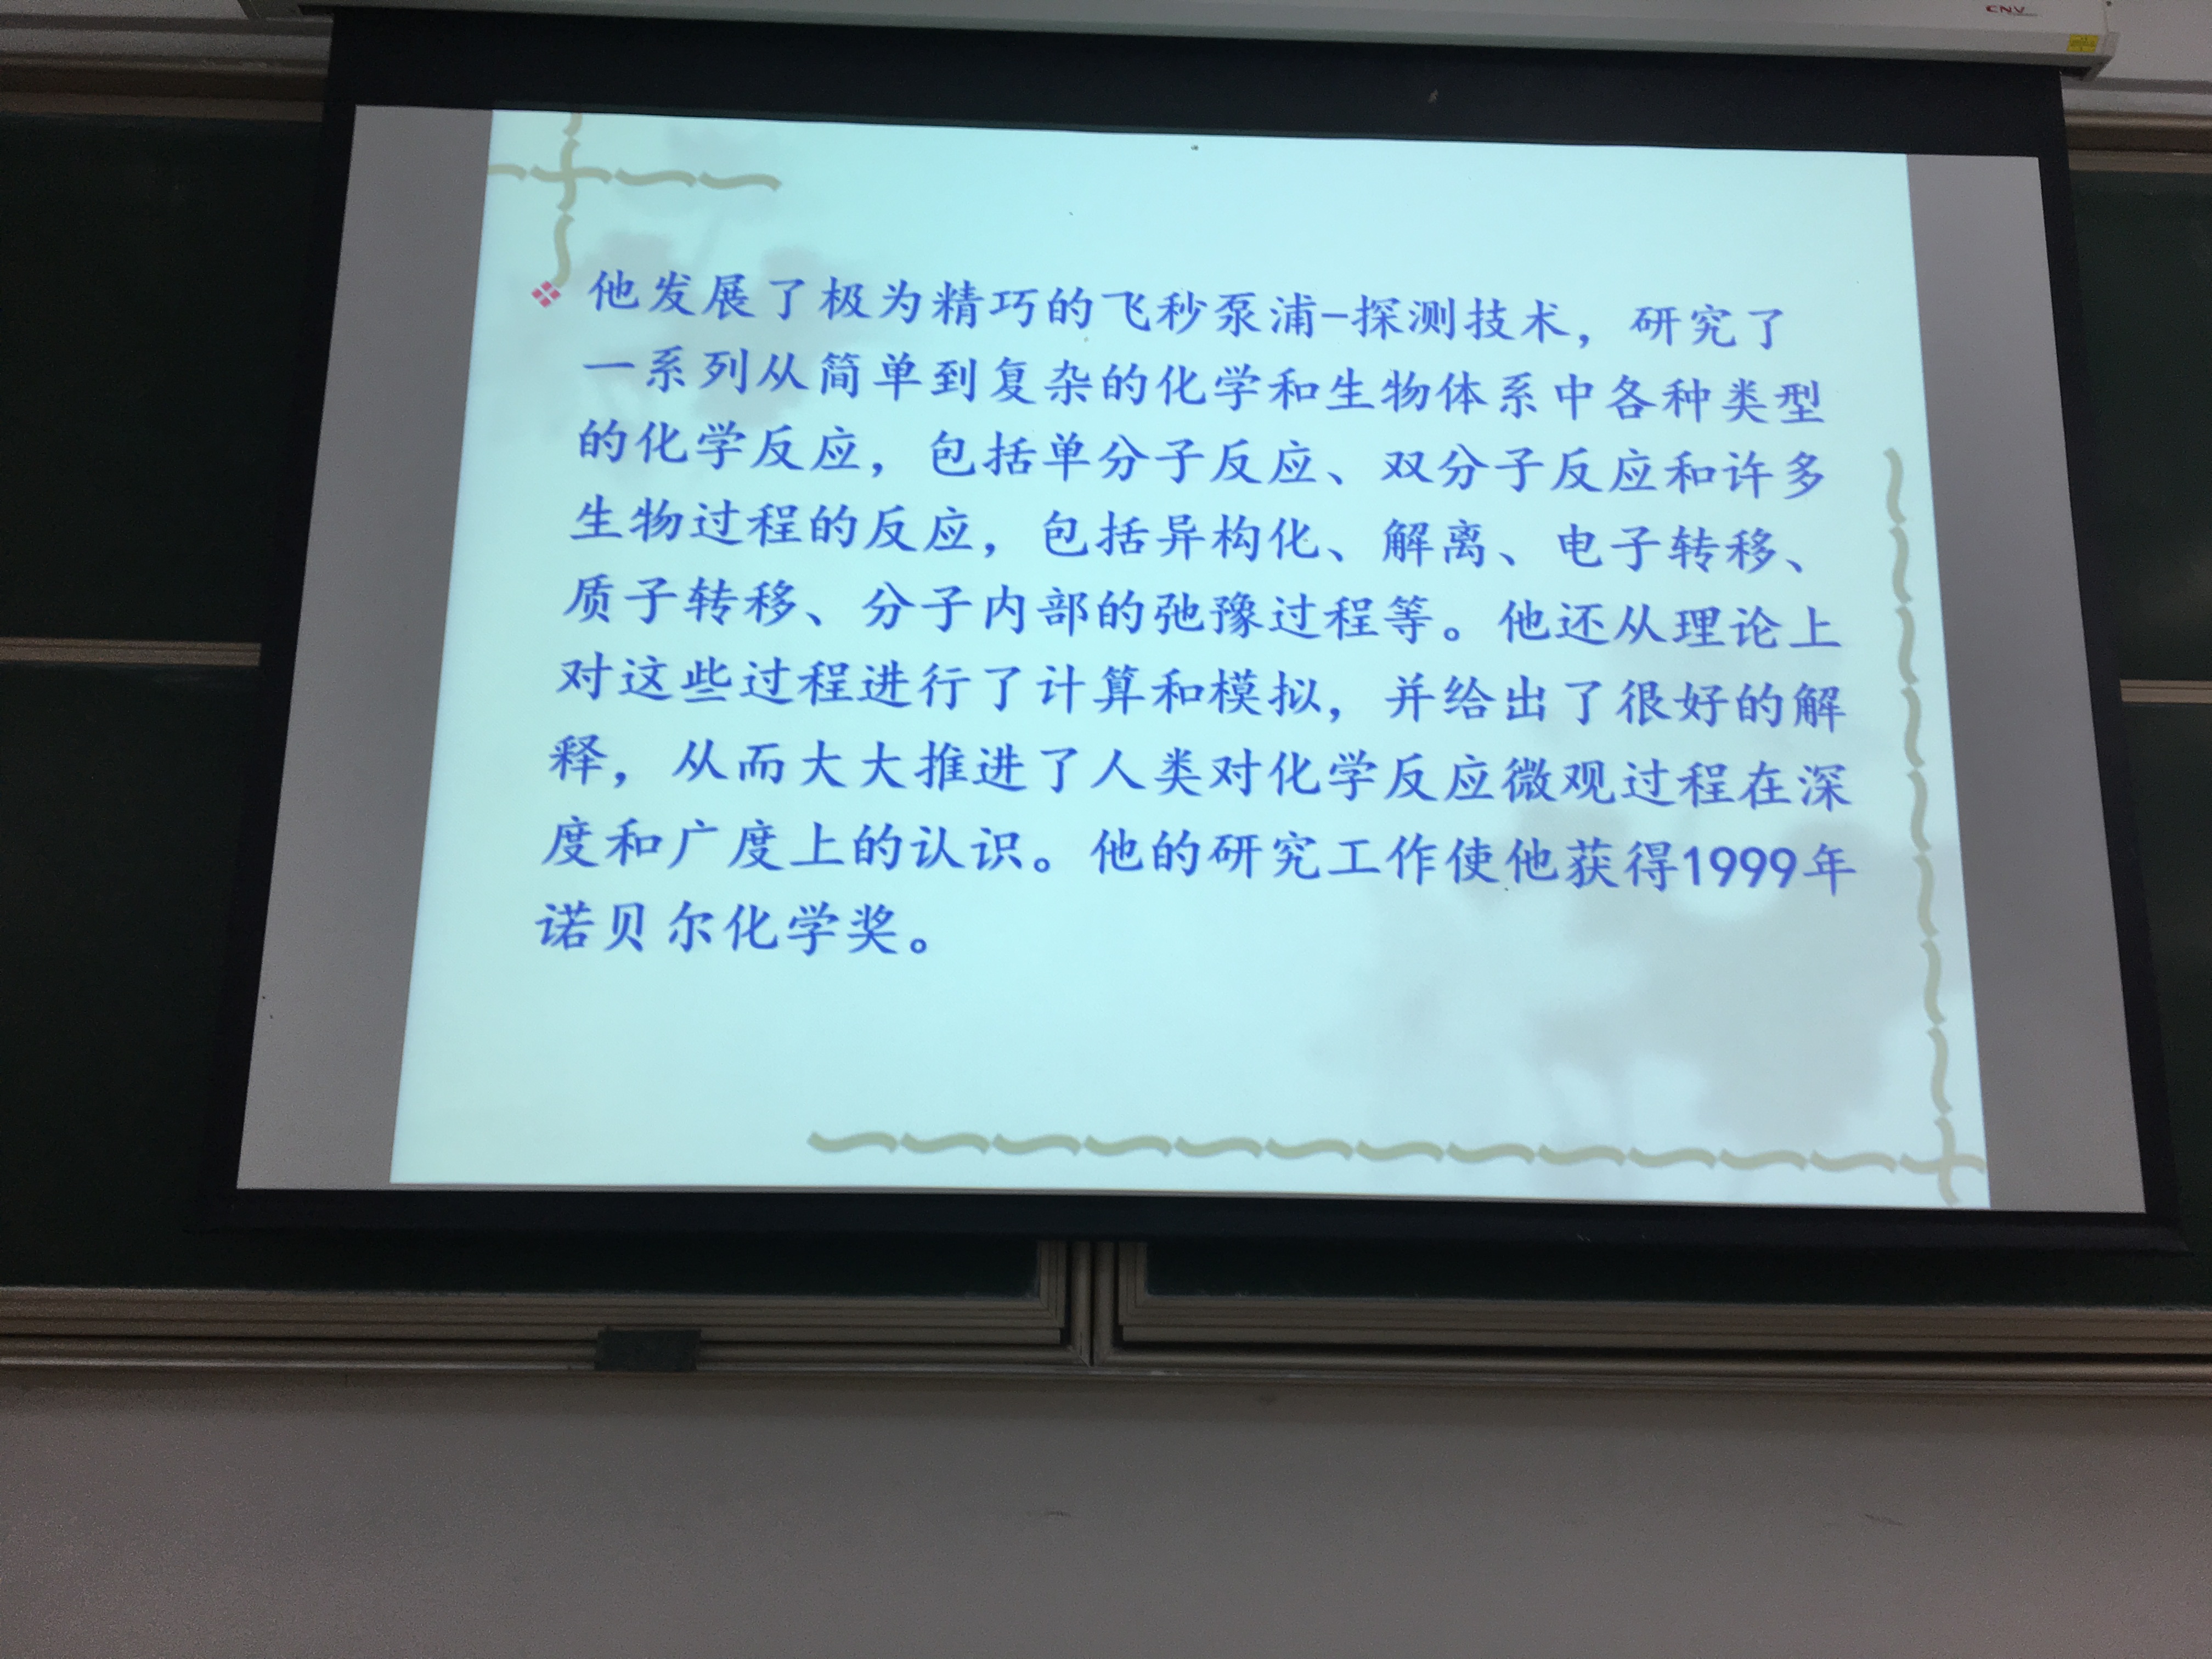 CNV
他发展了极为精巧的飞秒泵浦-探测技术，研究了
一系列从简单到复杂的化学和生物体系中各种类型
的化学反应，包括单分子反应、双分子反应和许多
生物过程的反应，包括异构化、解离、电子转移、
质子转移、分子内部的弛豫过程等。他还从理论上
对这些过程进行了计算和模拟，并给出了很好的解
释，从而大大推进了人类对化学反应微观过程在深
度和广度上的认识。他的研究工作使他获得1999年
诺贝尔化学奖。